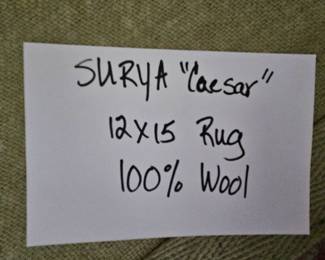 SURYA "Caesar"
12x15 Rug
100% Wool